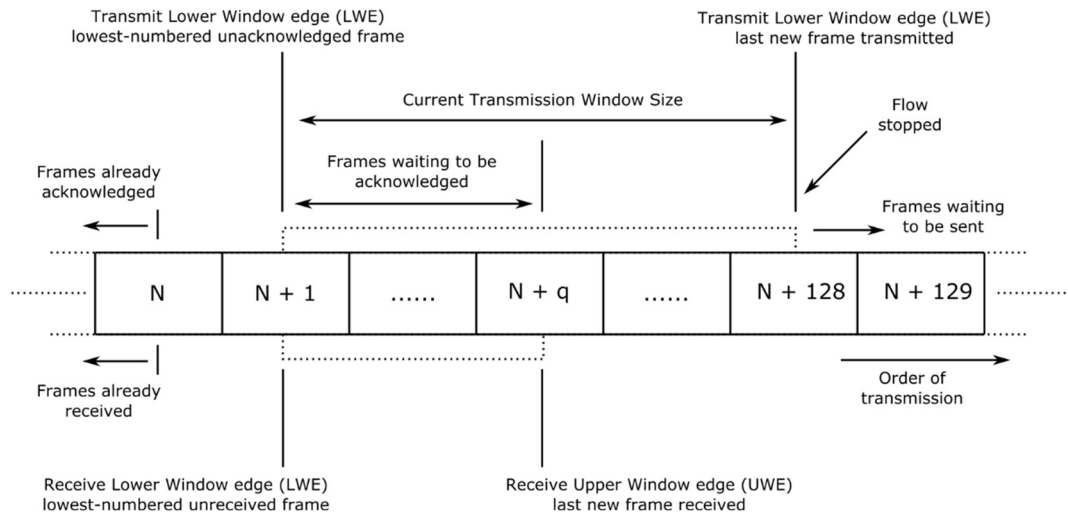 Transmit Lower Window edge (LWE)
lowest-numbered unacknowledged frame
Transmit Lower Window edge (LWE)
last new frame transmitted
Current Transmission Window Size
Flow
stopped
Frames waiting to be
acknowledged
Frames already
acknowledged
Frames waiting
to be sent
N
N + 1
......
N + q
......
N + 128
N + 129
Frames already
received
Order of
transmission
Receive Lower Window edge (LWE)
lowest-numbered unreceived frame
Receive Upper Window edge (UWE)
last new frame received